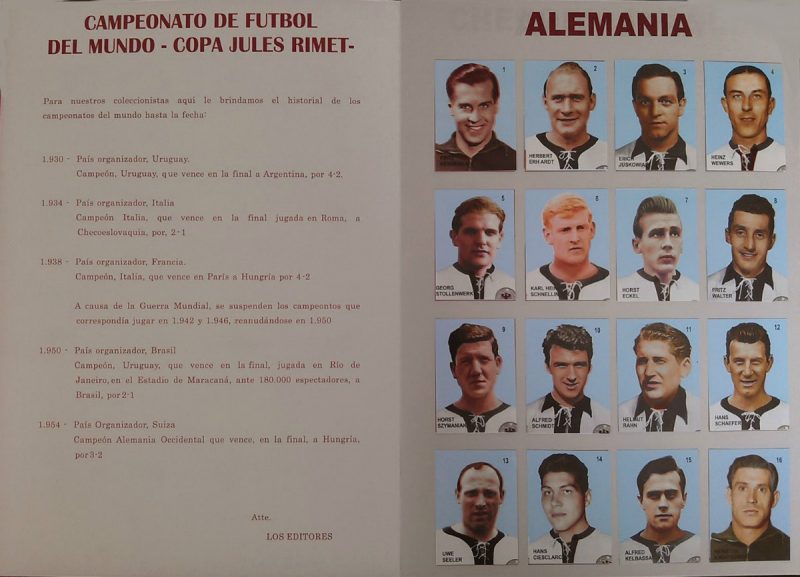 CAMPEONATO DE FUTBOL
DEL MUNDO - COPA JULES RIMET-
Para nuestros coleccionistas aqui le brindamos el historial de los
campeonatos del mundo hasta la fecha:
1.930 - País organizador, Uruguay.
Campeón, Uruguay, que vence en la final a Argentina, por 4-2.
1.934 - País organizador, Italia
Campeón Italia, que vence en la final jugada en Roma, a
Checoeslovaquia, por, 2-1
1.938 - País organizador, Francia.
Campeón, Italia, que vence en París a Hungría por 4-2
A causa de la Guerra Mundial, se suspenden los campeontos que
correspondía jugar en 1.942 y 1.946, reanudándose en 1.950
1.950 - País organizador, Brasil
Campeón, Uruguay, que vence en la final, jugada en Río de
Janeiro, en el Estadio de Maracaná, ante 180.000 espectadores, a
Brasil, por 2-1
1.954 - País Organizador, Suiza
Campeón Alemania Occidental que vence, en la final, a Hungría,
por 3-2
Atte.
LOS EDITORES
ALEMANIA
1
2
HERBERT
ERHARDT
3
ERICH
JUSKOWIAK
4
HEINZ
WEWERS
5
GEORG
STOLLENWERK
6
KARL HEINZ
SCHNELLIN
7
HORST
ECKEL
8
FRITZ
WALTER
9
HORST
SZYMANIAK
10
ALFRED
SCHMIDT
11
HELMUT
RAHN
12
HANS
SCHAEFER
13
UWE
SEELER
14
HANS
CIESCLARC
15
ALFRED
KELBASSA
16